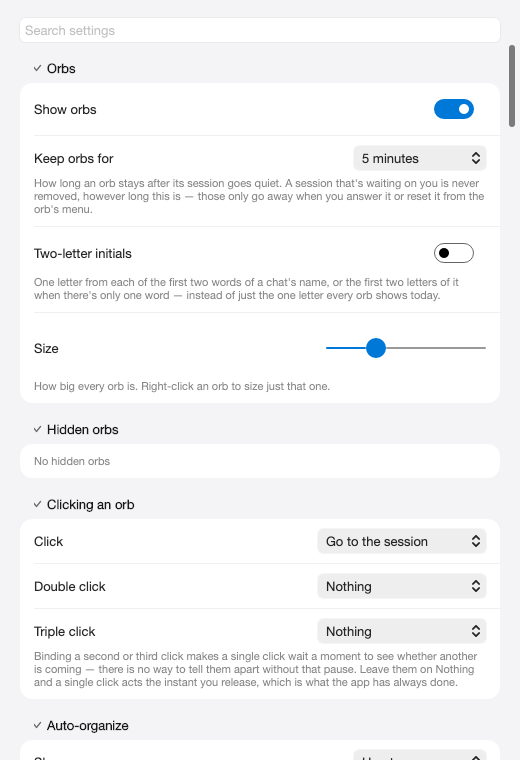 Search settings
Orbs
Show orbs
Keep orbs for
5 minutes
How long an orb stays after its session goes quiet. A session that's waiting on you is never
removed, however long this is — those only go away when you answer it or reset it from the
orb's menu.
Two-letter initials
One letter from each of the first two words of a chat's name, or the first two letters of it
when there's only one word — instead of just the one letter every orb shows today.
Size
How big every orb is. Right-click an orb to size just that one.
Hidden orbs
No hidden orbs
Clicking an orb
Click
Go to the session
Double click
Nothing
Triple click
Nothing
Binding a second or third click makes a single click wait a moment to see whether another
is coming — there is no way to tell them apart without that pause. Leave them on Nothing
and a single click acts the instant you release, which is what the app has always done.
Auto-organize